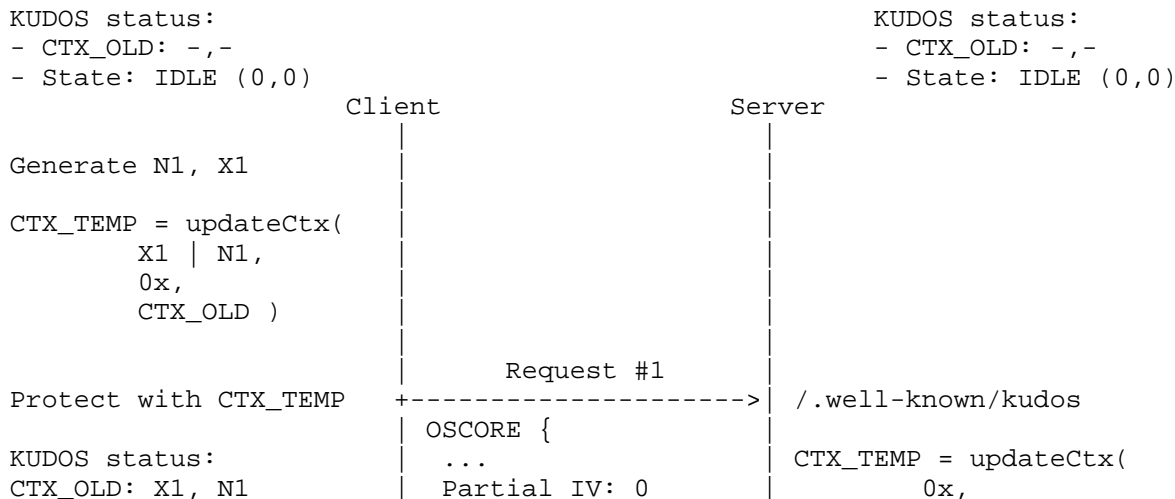 KUDOS status:                                        KUDOS status:
- CTX_OLD: -,-                                       - CTX_OLD: -,-
- State: IDLE (0,0)                                  - State: IDLE (0,0)
                     Client                  Server
                        |                      |
Generate N1, X1         |                      |
                        |                      |
CTX_TEMP = updateCtx(   |                      |
        X1 | N1,        |                      |
        0x,             |                      |
        CTX_OLD )       |                      |
                        |                      |
                        |      Request #1      |
Protect with CTX_TEMP   +--------------------->| /.well-known/kudos
                        | OSCORE {             |
KUDOS status:           |  ...                 | CTX_TEMP = updateCtx(
CTX_OLD: X1, N1         |  Partial IV: 0       |         0x,